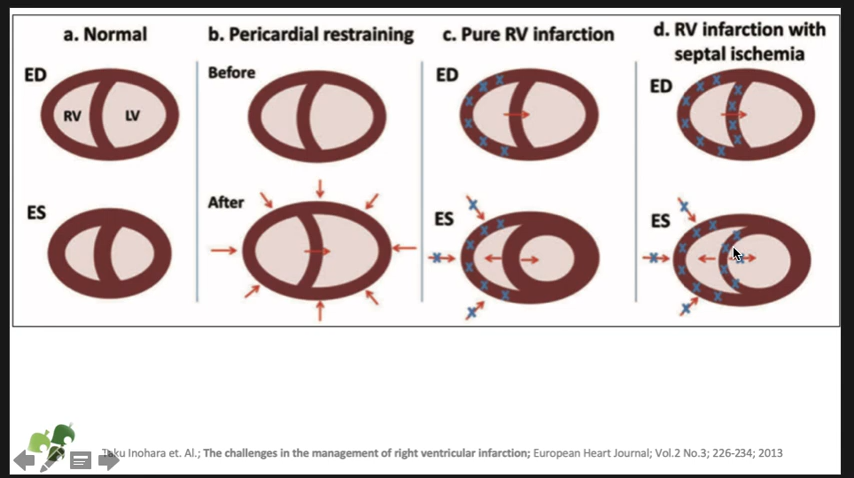 a. Normal
b. Pericardial restraining
c. Pure RV infarction
d. RV infarction with
septal ischemia
ED
RV
LV
ES
Before
After
ED
x x x x x x x
ES
x x x x x x x x x x
ED
x x x x x x x x x x
ES
x x x x x x x x x x x x
Inohara et. Al.; The challenges in the management of right ventricular infarction; European Heart Journal; Vol.2 No.3; 226-234; 2013